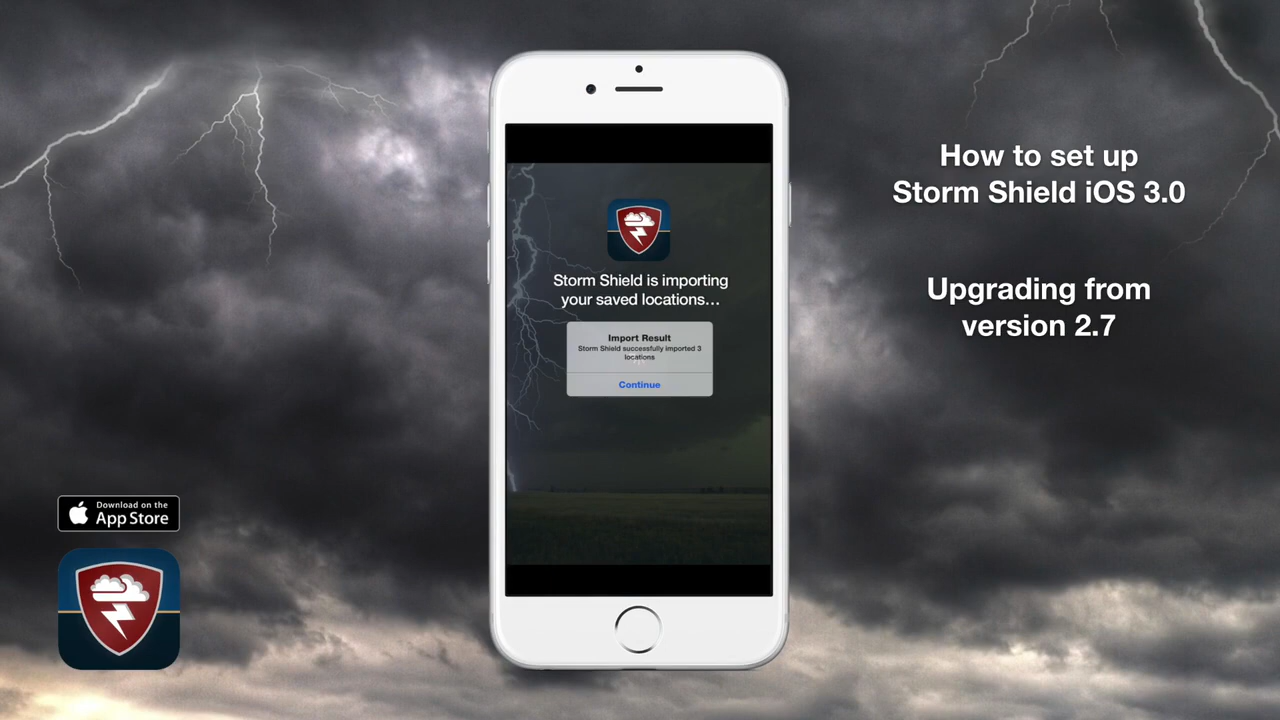 How to set up
Storm Shield iOS 3.0
Upgrading from
version 2.7
Storm Shield is importing
your saved locations...
Import Result
Storm Shield successfully imported 3
locations
Continue
Download on the
App Store